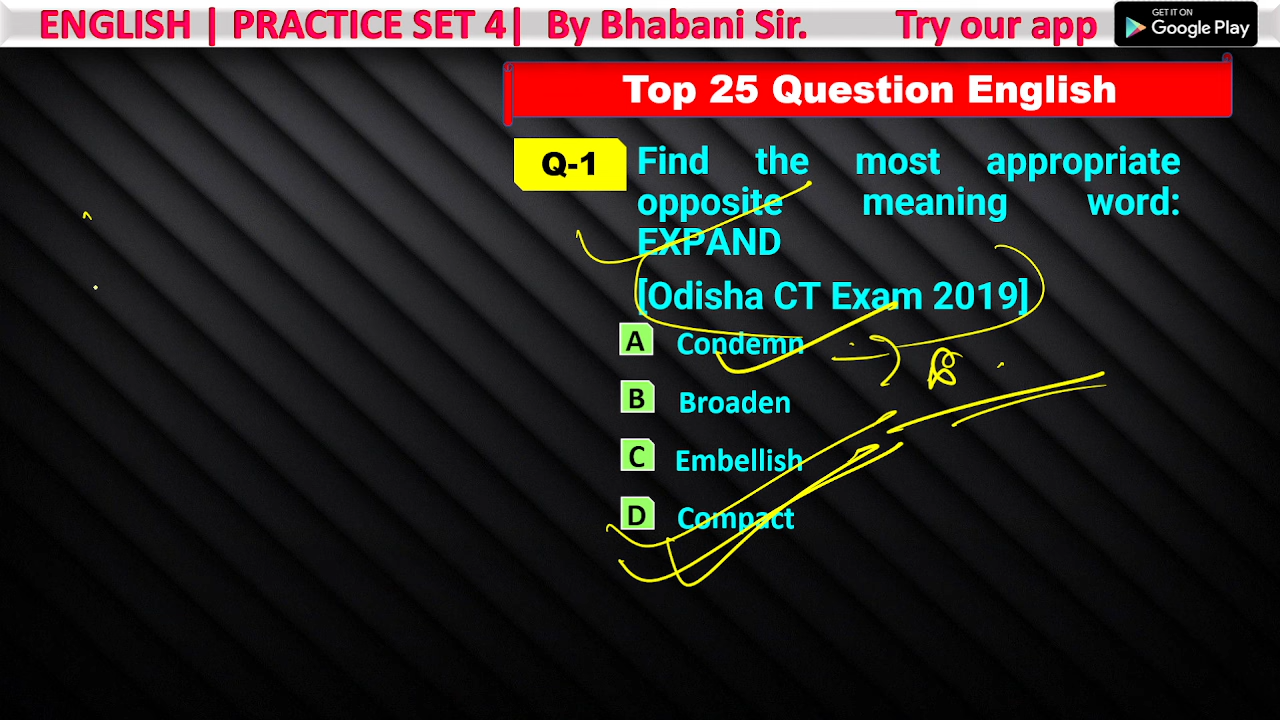 ENGLISH | PRACTICE SET 4| By Bhabani Sir. Try our app
GET IT ON
Google Play
Top 25 Question English
Q-1 Find the most appropriate
opposite meaning word:
EXPAND
[Odisha CT Exam 2019]
A Condemn
B Broaden
C Embellish
D Compact